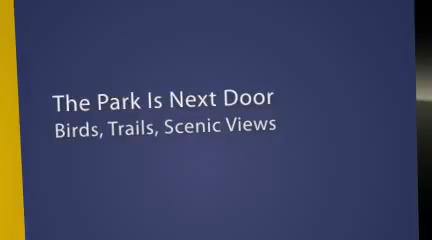 The Park Is Next Door
Birds, Trails, Scenic Views